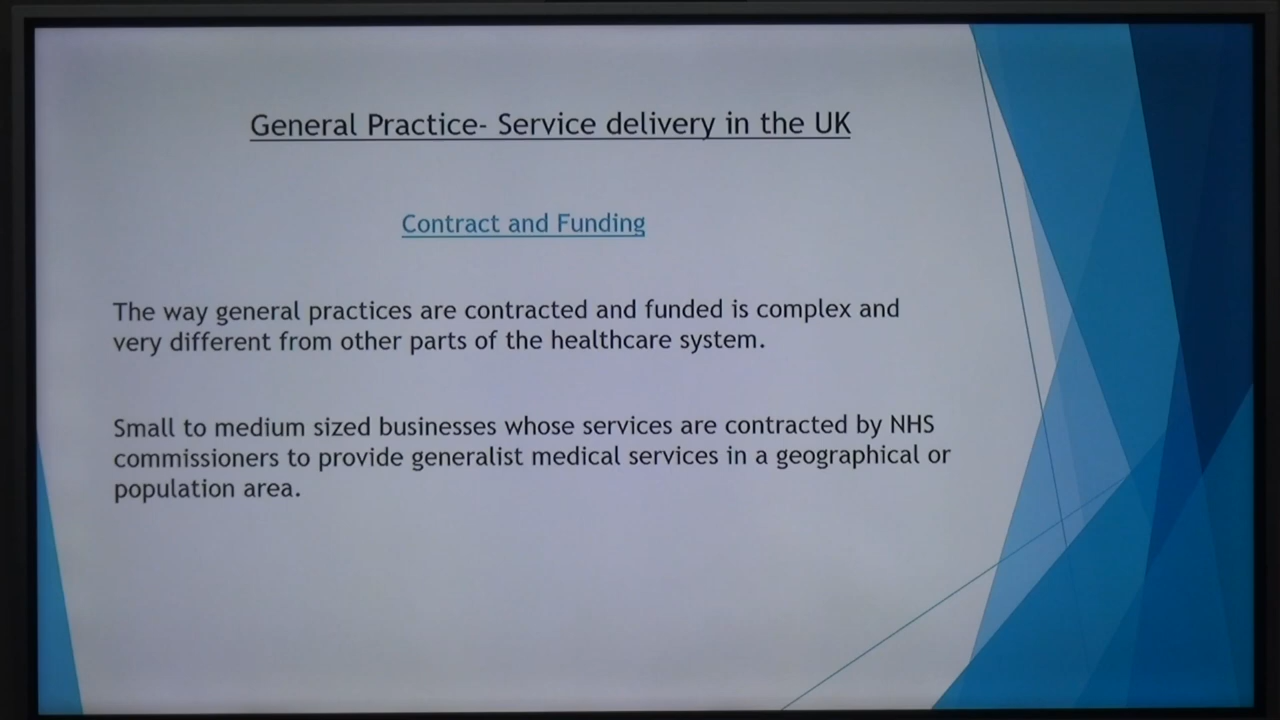 General Practice- Service delivery in the UK
Contract and Funding
The way general practices are contracted and funded is complex and
very different from other parts of the healthcare system.
Small to medium sized businesses whose services are contracted by NHS
commissioners to provide generalist medical services in a geographical or
population area.